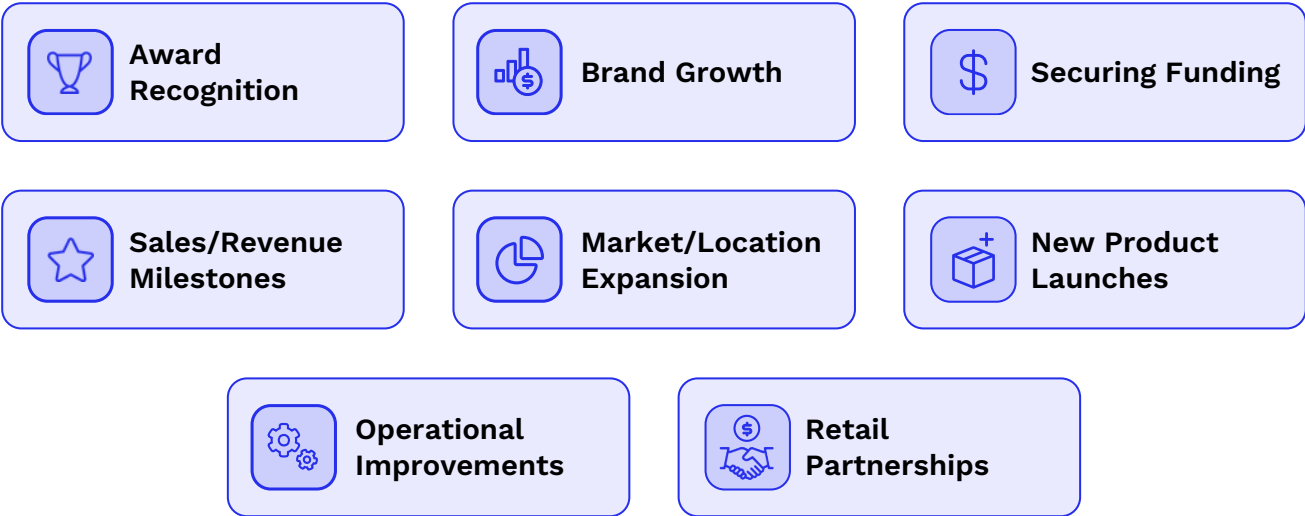 Award
Recognition
Brand Growth
Securing Funding
Sales/Revenue
Milestones
Market/Location
Expansion
New Product
Launches
Operational
Improvements
Retail
Partnerships